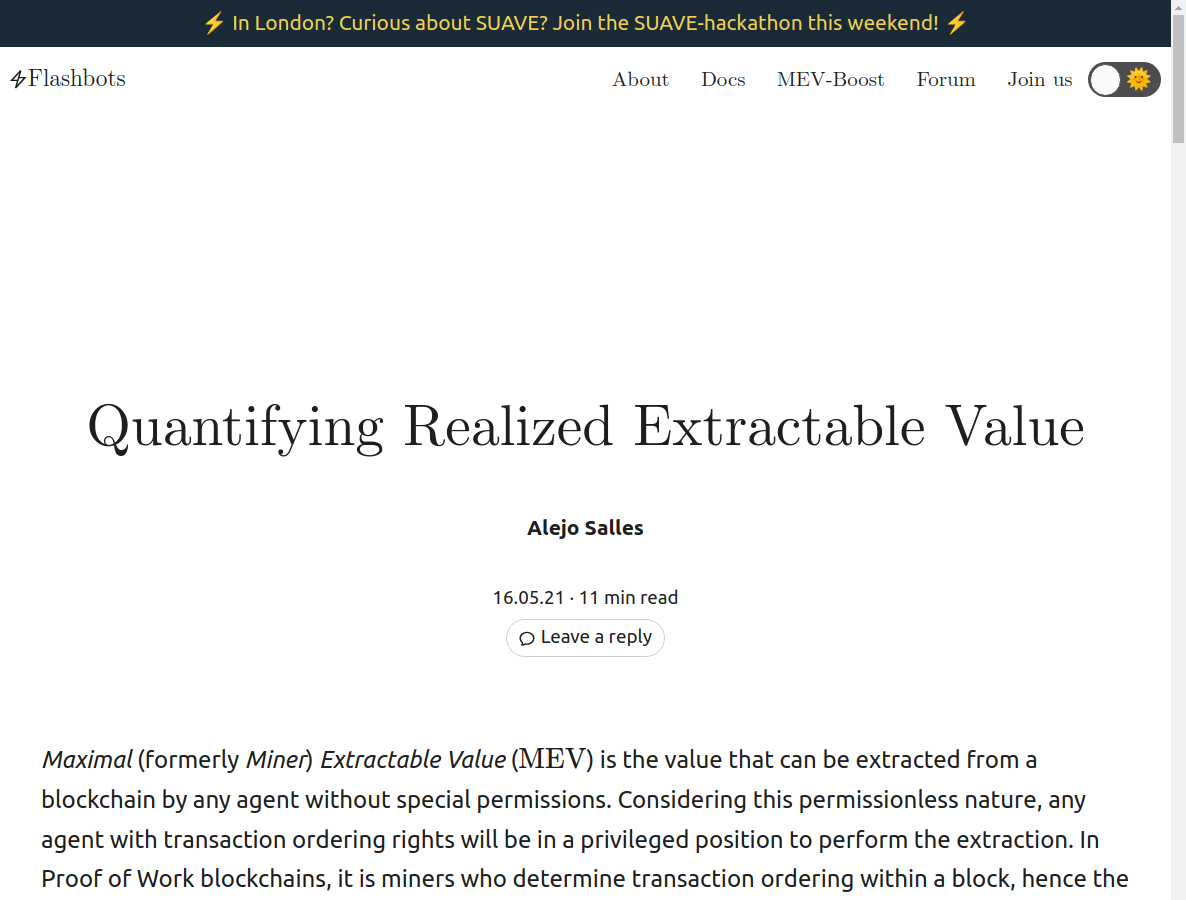 ⚡ In London? Curious about SUAVE? Join the SUAVE-hackathon this weekend! ⚡
Flashbots About Docs MEV-Boost Forum Join us
Quantifying Realized Extractable Value
Alejo Salles
16.05.21 · 11 min read
Leave a reply
Maximal (formerly Miner) Extractable Value (MEV) is the value that can be extracted from a
blockchain by any agent without special permissions. Considering this permissionless nature, any
agent with transaction ordering rights will be in a privileged position to perform the extraction. In
Proof of Work blockchains, it is miners who determine transaction ordering within a block, hence the